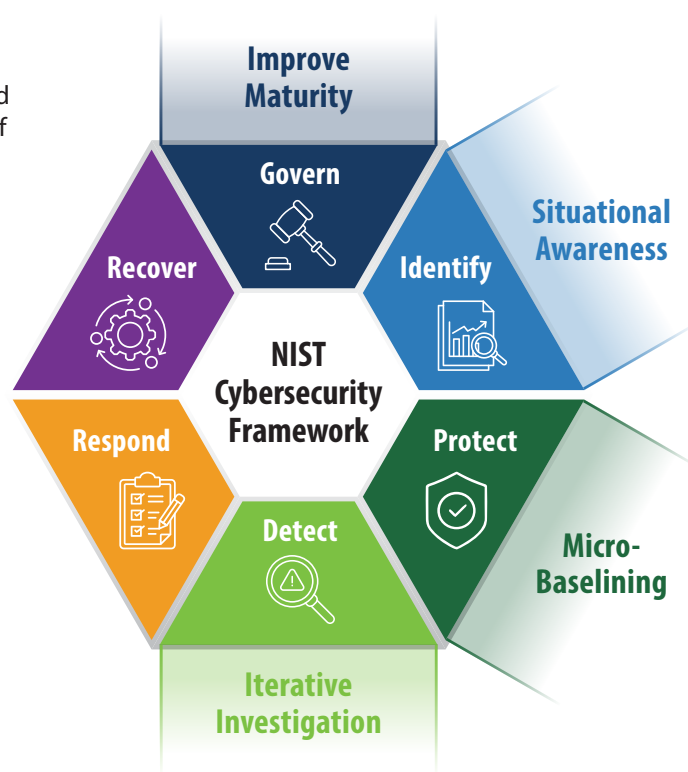 Improve
Maturity
Govern
Situational
Awareness
Recover
Identify
NIST
Cybersecurity
Framework
Respond
Protect
Detect
Micro-
Baselining
Iterative
Investigation